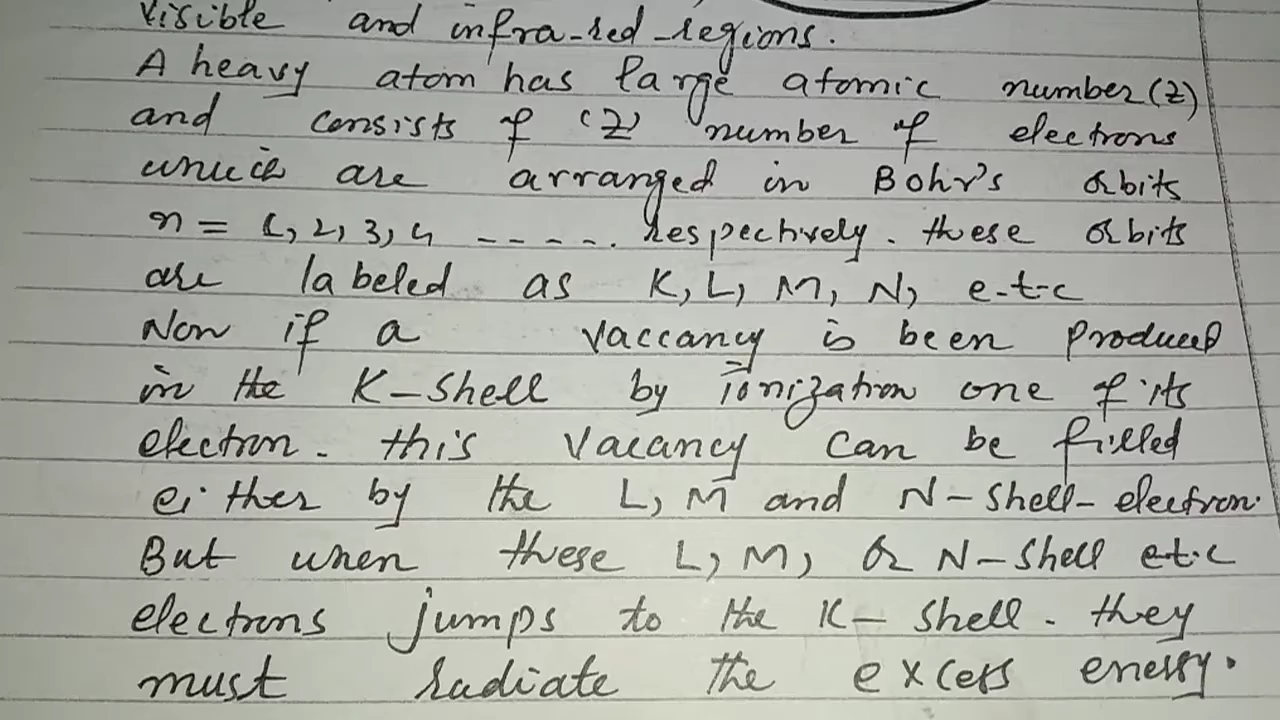 visible and infra-red-regions.
A heavy atom has large atomic number (Z)
and consists of (Z) number of electrons
which are arranged in Bohr's orbits
n = 1, 2, 3, 4 ----- respectively. these orbits
are labeled as K, L, M, N, e-t-c
Now if a vaccancy is been produced
in the K-shell by ionization one of its
electron. this vacancy can be filled
either by the L, M and N-shell-electron.
But when these L, M, or N-shell e.t.c
electrons jumps to the K-shell. they
must radiate the excess energy.